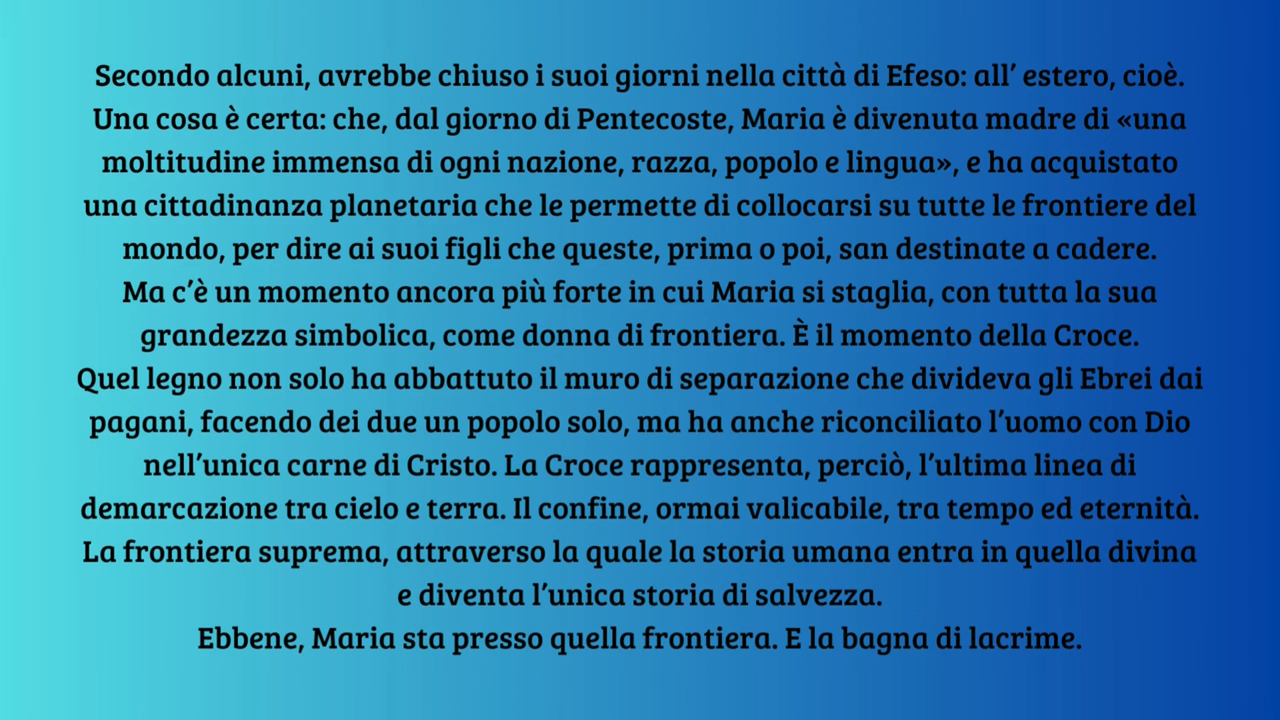 Secondo alcuni, avrebbe chiuso i suoi giorni nella città di Efeso: all’ estero, cioè.
Una cosa è certa: che, dal giorno di Pentecoste, Maria è divenuta madre di «una
moltitudine immensa di ogni nazione, razza, popolo e lingua», e ha acquistato
una cittadinanza planetaria che le permette di collocarsi su tutte le frontiere del
mondo, per dire ai suoi figli che queste, prima o poi, san destinate a cadere.
Ma c’è un momento ancora più forte in cui Maria si staglia, con tutta la sua
grandezza simbolica, come donna di frontiera. È il momento della Croce.
Quel legno non solo ha abbattuto il muro di separazione che divideva gli Ebrei dai
pagani, facendo dei due un popolo solo, ma ha anche riconciliato l’uomo con Dio
nell’unica carne di Cristo. La Croce rappresenta, perciò, l’ultima linea di
demarcazione tra cielo e terra. Il confine, ormai valicabile, tra tempo ed eternità.
La frontiera suprema, attraverso la quale la storia umana entra in quella divina
e diventa l’unica storia di salvezza.
Ebbene, Maria sta presso quella frontiera. E la bagna di lacrime.